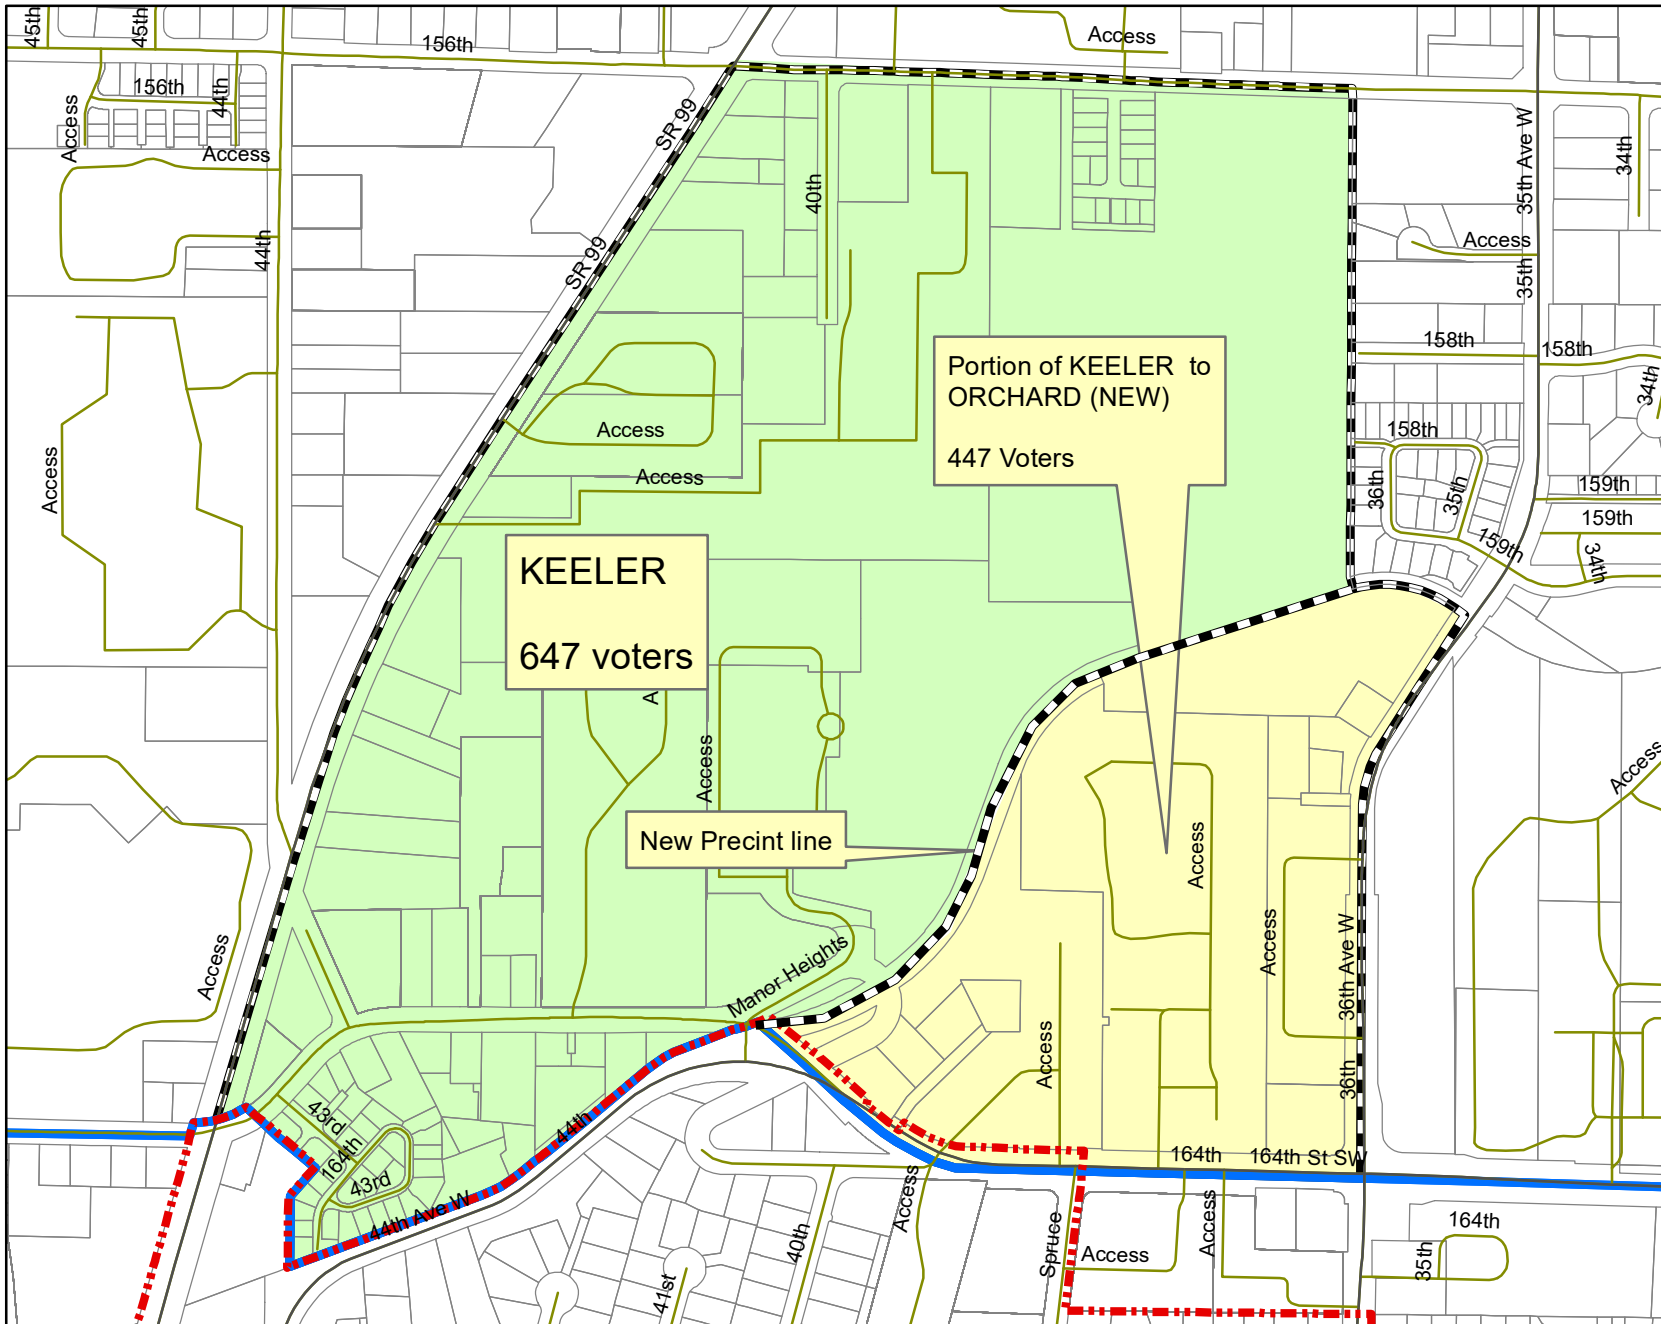 45th
45th
156th
Access
156th
44th
Access
Access
SR 99
40th
35th Ave W
34th
44th
SR 99
Access
35th
Portion of KEELER to
ORCHARD (NEW)
447 Voters
158th
158th
34th
Access
Access
Access
158th
36th
35th
159th
159th
159th
34th
KEELER
647 voters
A
Access
New Precint line
Access
Access
Access
Access
Manor Heights
36th Ave W
Access
36th
43rd
164th
43rd
44th
44th Ave W
164th
164th St SW
Access
Access
40th
41st
Spruce
Access
164th
35th